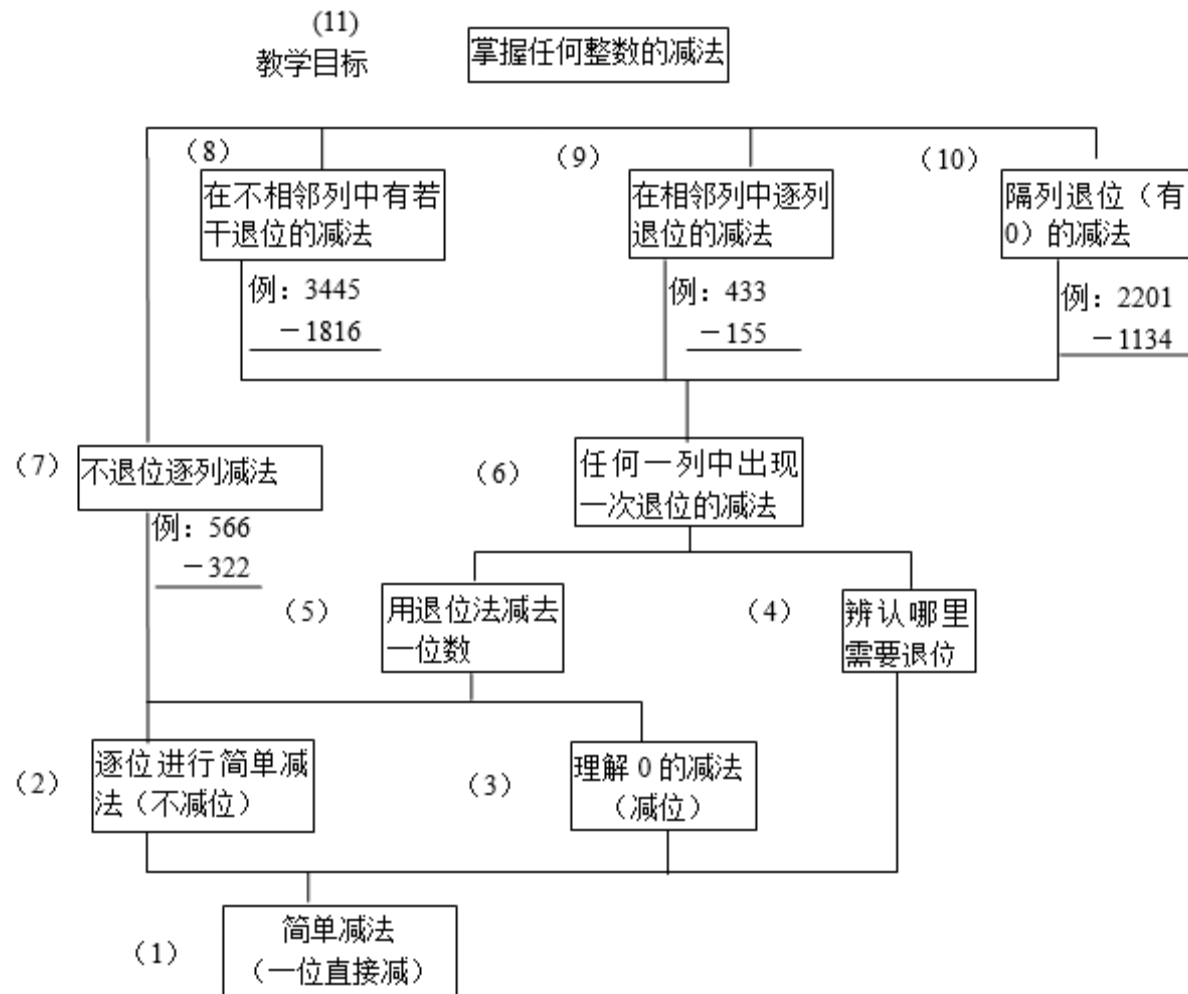 (11)
教学目标
掌握任何整数的减法
(8)
(9)
(10)
在不相邻列中有若
干退位的减法
在相邻列中逐列
退位的减法
隔列退位（有
0）的减法
例：3445
－1816
例：433
－155
例：2201
－1134
(7)
不退位逐列减法
(6)
任何一列中出现
一次退位的减法
例：566
－322
(5)
用退位法减去
一位数
(4)
辨认哪里
需要退位
(2)
逐位进行简单减
法（不减位）
(3)
理解 0 的减法
（减位）
(1)
简单减法
（一位直接减）